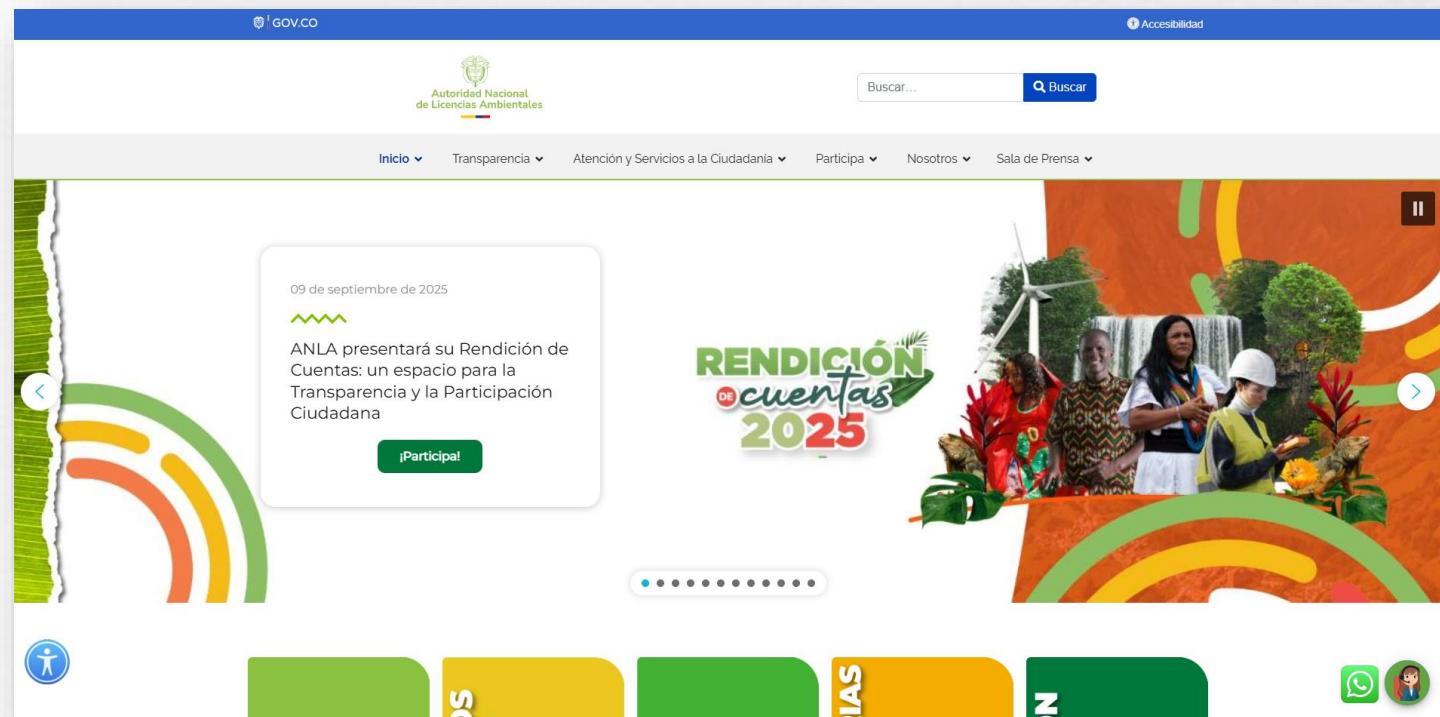 GOV.CO
Accesibilidad
Autoridad Nacional
de Licencias Ambientales
Buscar...
Buscar
Inicio
Transparencia
Atención y Servicios a la Ciudadanía
Participa
Nosotros
Sala de Prensa
09 de septiembre de 2025
ANLA presentará su Rendición de
Cuentas: un espacio para la
Transparencia y la Participación
Ciudadana
¡Participa!
RENDICIÓN
DE cuentas
2025